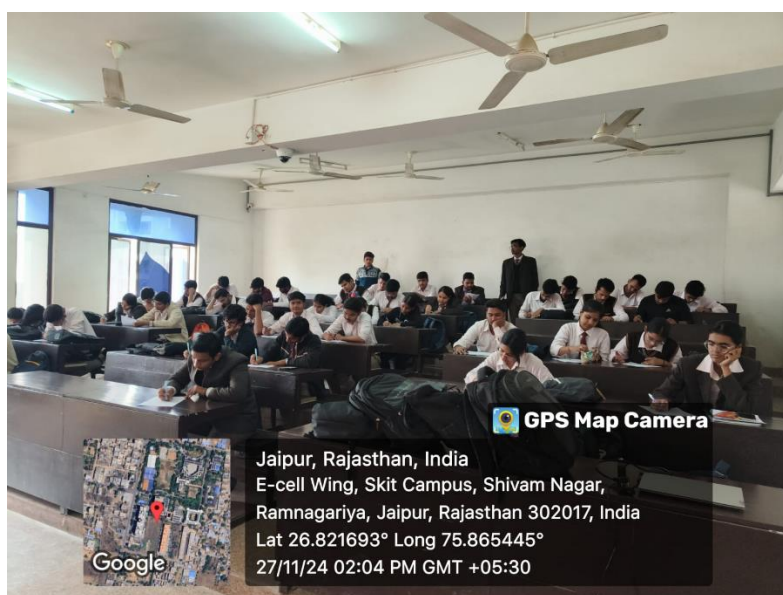 GPS Map Camera
Jaipur, Rajasthan, India
E-cell Wing, Skit Campus, Shivam Nagar,
Ramnagariya, Jaipur, Rajasthan 302017, India
Lat 26.821693° Long 75.865445°
27/11/24 02:04 PM GMT +05:30
Google